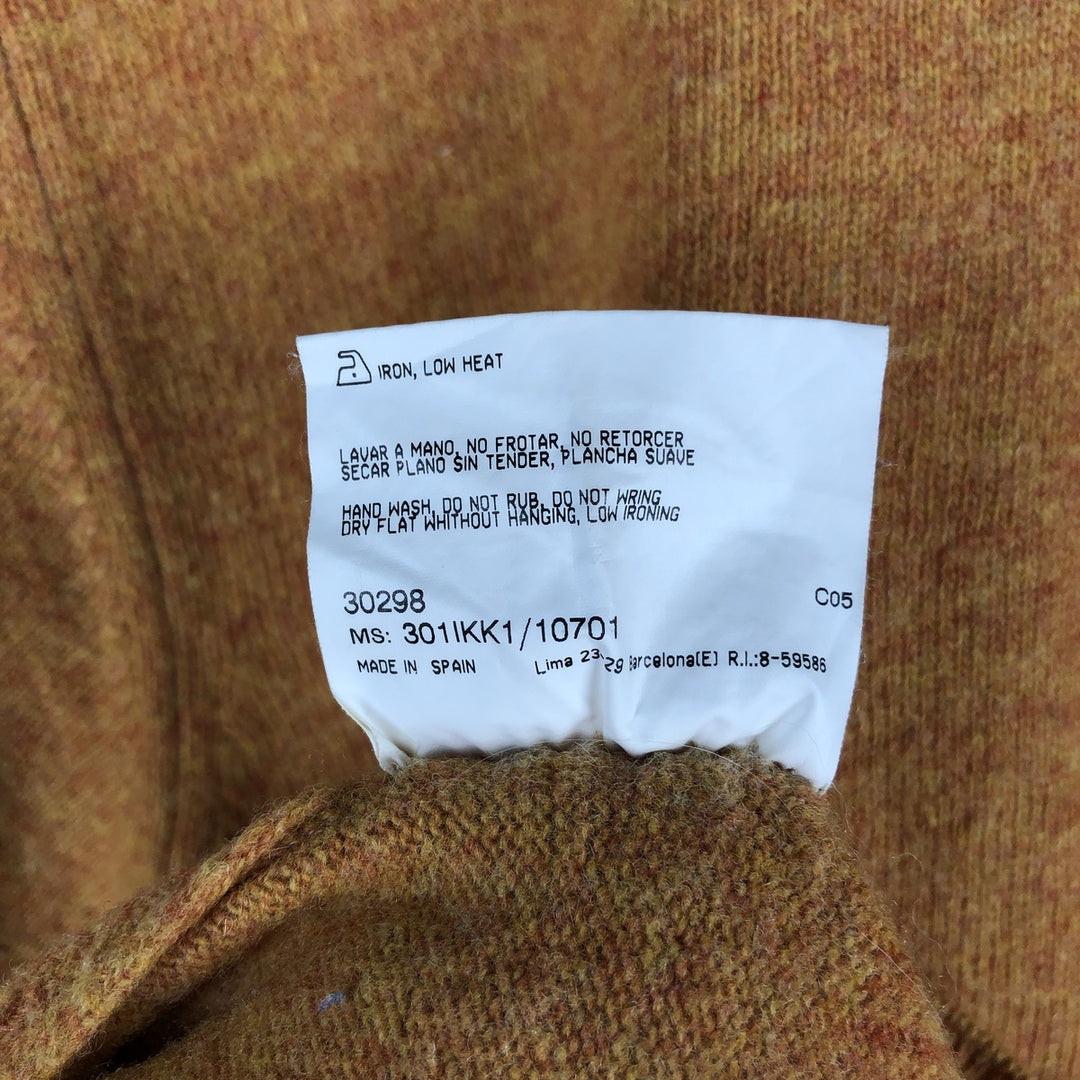 IRON, LOW HEAT
LAVAR A MANO, NO FROTAR, NO RETORCER
SECAR PLANO SIN TENDER, PLANCHA SUAVE
HAND WASH, DO NOT RUB, DO NOT WRING
DRY FLAT WHITHOUT HANGING, LOW IRONING
30298
C05
MS: 301IKK1/10701
MADE IN SPAIN Lima 23, 29 Barcelona(E) R.I.:8-59586